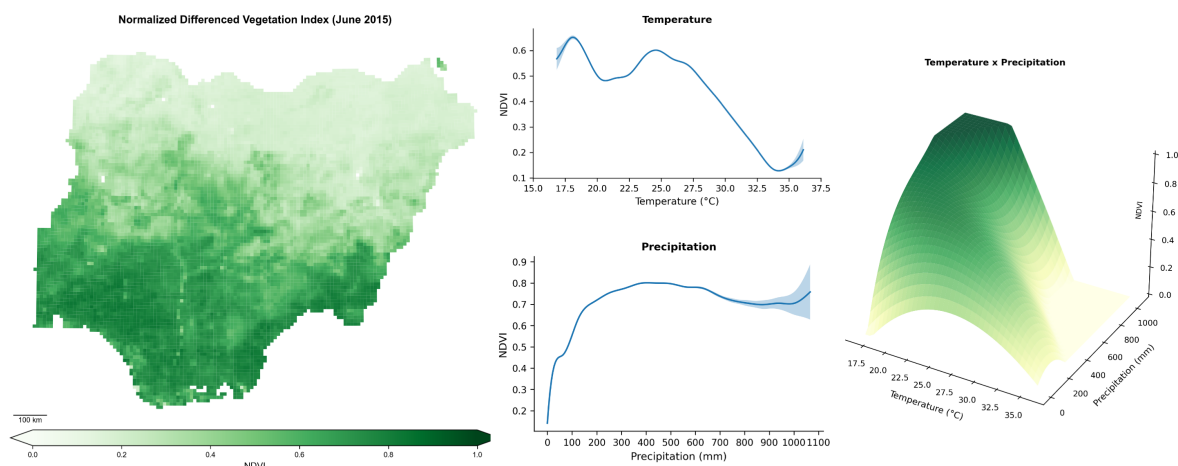 Normalized Differenced Vegetation Index (June 2015)
100 km
0.0 0.2 0.4 0.6 0.8 1.0
NDVI
Temperature
NDVI
0.6
0.5
0.4
0.3
0.2
0.1
15.0 17.5 20.0 22.5 25.0 27.5 30.0 32.5 35.0 37.5
Temperature (°C)
Precipitation
NDVI
0.9
0.8
0.7
0.6
0.5
0.4
0.3
0.2
0 100 200 300 400 500 600 700 800 900 1000 1100
Precipitation (mm)
Temperature x Precipitation
1.0
0.8
0.6
0.4
0.2
0.0
NDVI
17.5 20.0 22.5 25.0 27.5 30.0 32.5 35.0
Temperature (°C)
0 200 400 600 800 1000
Precipitation (mm)